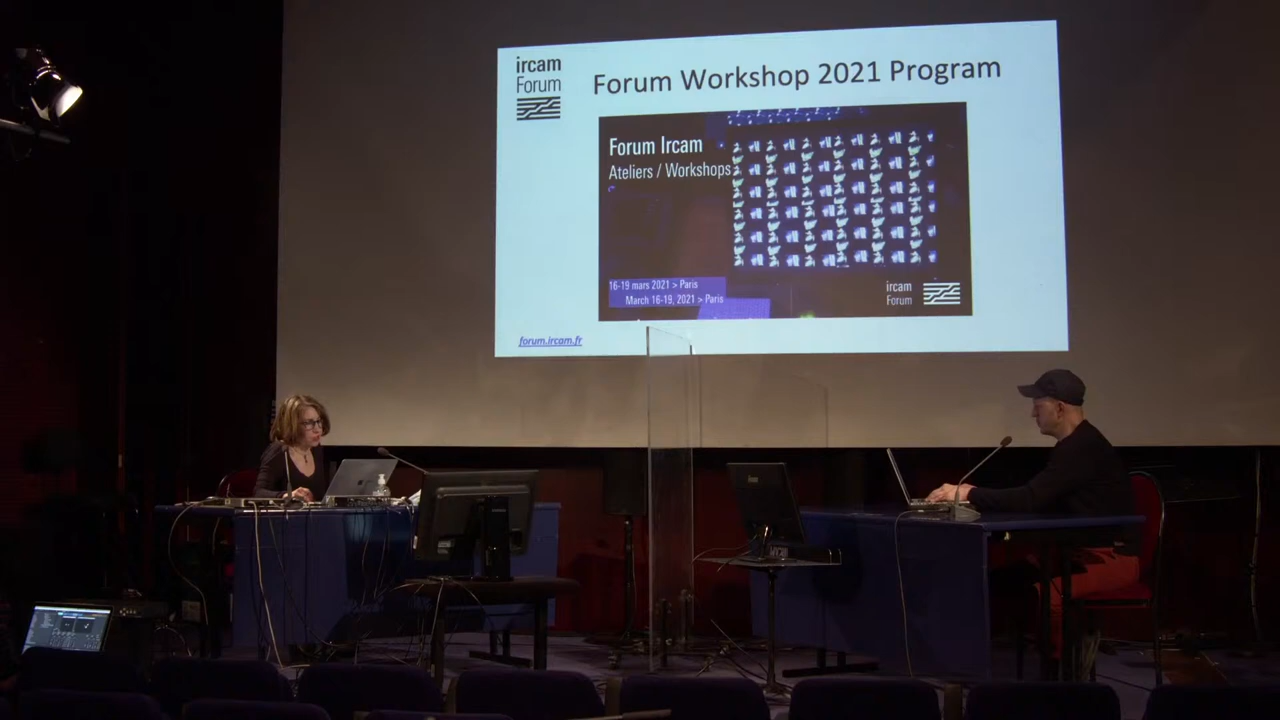 ircam
Forum
Forum Workshop 2021 Program
Forum Ircam
Ateliers / Workshops
16-19 mars 2021 > Paris
March 16-19, 2021 > Paris
ircam
Forum
forum.ircam.fr